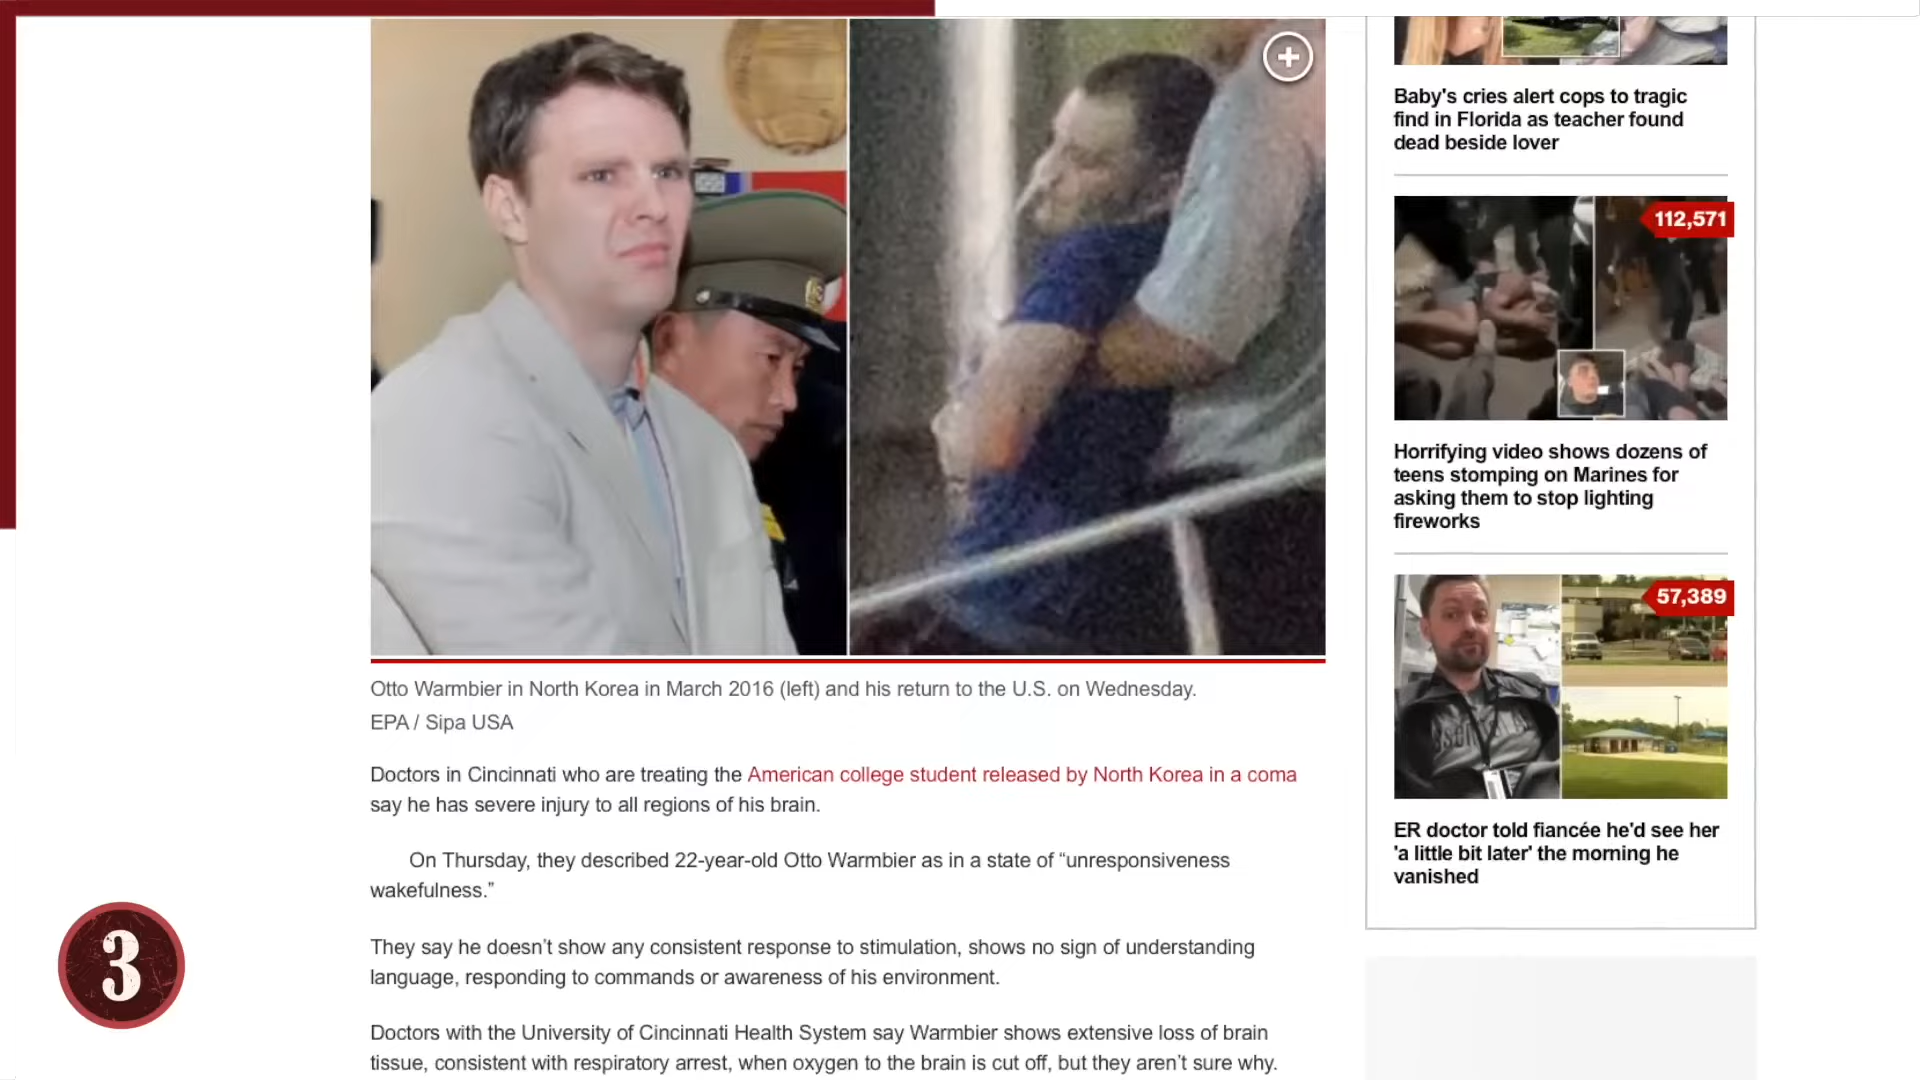 Otto Warmbier in North Korea in March 2016 (left) and his return to the U.S. on Wednesday.
EPA / Sipa USA
Doctors in Cincinnati who are treating the American college student released by North Korea in a coma
say he has severe injury to all regions of his brain.
On Thursday, they described 22-year-old Otto Warmbier as in a state of “unresponsiveness
wakefulness.”
They say he doesn’t show any consistent response to stimulation, shows no sign of understanding
language, responding to commands or awareness of his environment.
Doctors with the University of Cincinnati Health System say Warmbier shows extensive loss of brain
tissue, consistent with respiratory arrest, when oxygen to the brain is cut off, but they aren’t sure why.
Baby's cries alert cops to tragic
find in Florida as teacher found
dead beside lover
112,571
Horrifying video shows dozens of
teens stomping on Marines for
asking them to stop lighting
fireworks
57,389
ER doctor told fiancée he'd see her
'a little bit later' the morning he
vanished
3